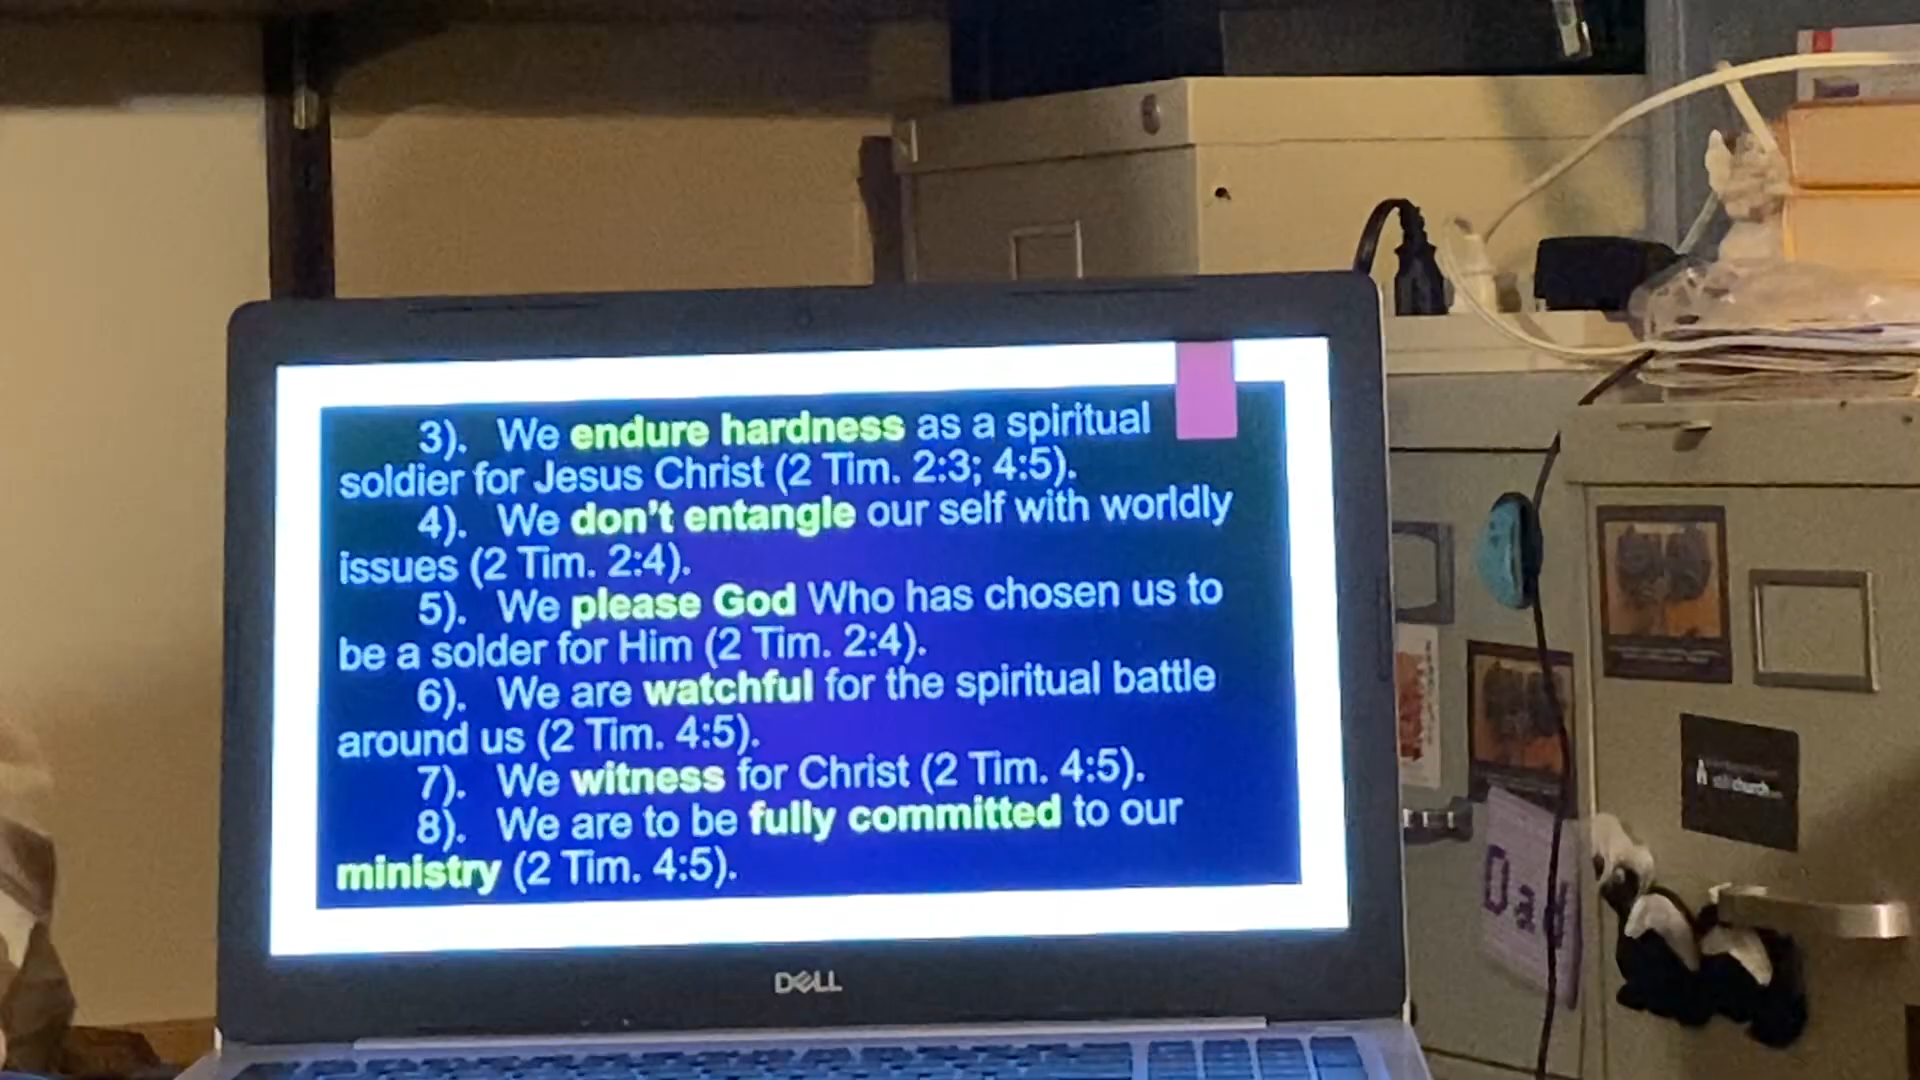 3). We endure hardness as a spiritual
soldier for Jesus Christ (2 Tim. 2:3; 4:5).
4). We don't entangle our self with worldly
issues (2 Tim. 2:4).
5). We please God Who has chosen us to
be a solder for Him (2 Tim. 2:4).
6). We are watchful for the spiritual battle
around us (2 Tim. 4:5).
7). We witness for Christ (2 Tim. 4:5).
8). We are to be fully committed to our
ministry (2 Tim. 4:5).
DELL
Dad